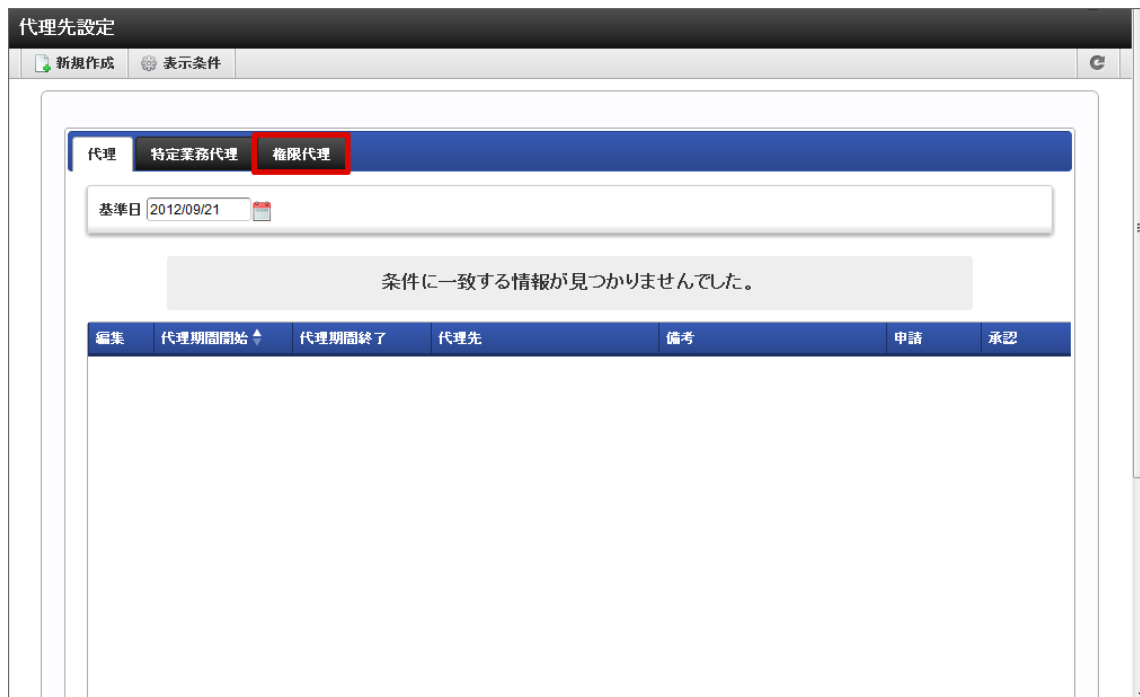 代理先設定
新規作成 表示条件
代理 特定業務代理 権限代理
基準日 2012/09/21
条件に一致する情報が見つかりませんでした。
編集 代理期間開始 代理期間終了 代理先 備考 申請 承認